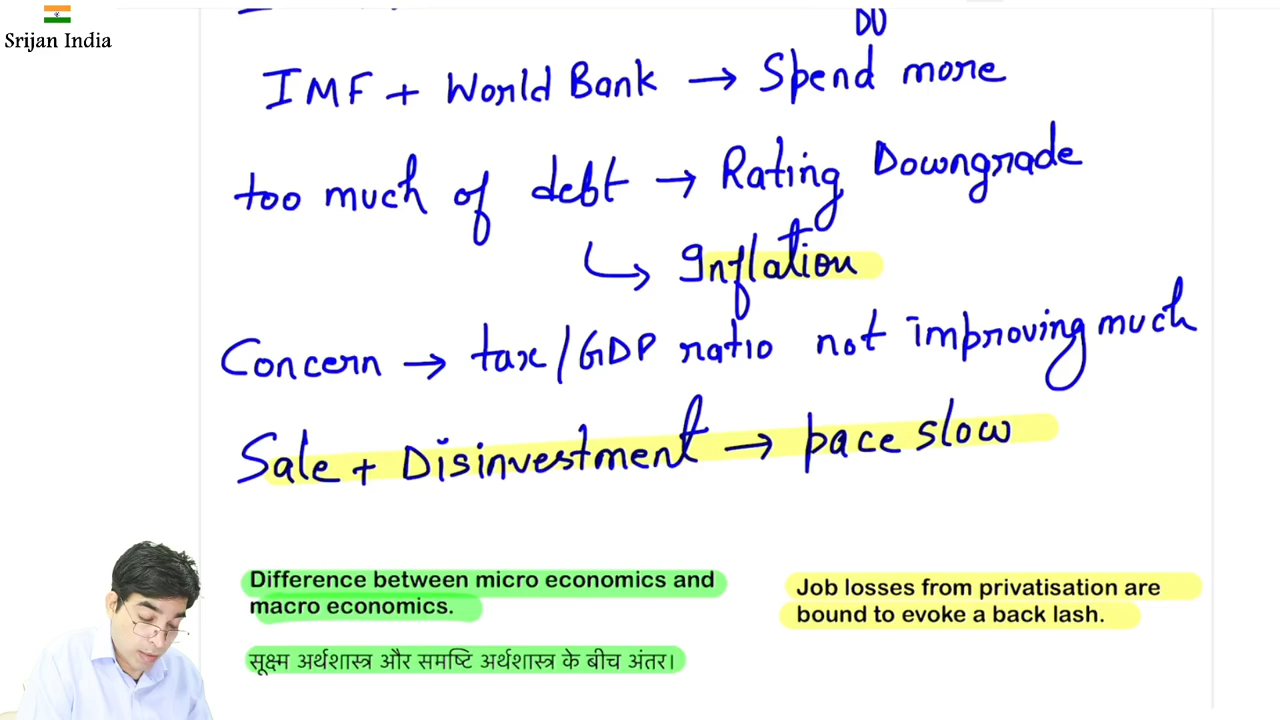 Srijan India
DU
IMF + World Bank → Spend more
too much of debt → Rating Downgrade
↳ Inflation
Concern → tax/GDP ratio not improving much
Sale + Disinvestment → pace slow
Difference between micro economics and
macro economics.
सूक्ष्म अर्थशास्त्र और समष्टि अर्थशास्त्र के बीच अंतर।
Job losses from privatisation are
bound to evoke a back lash.